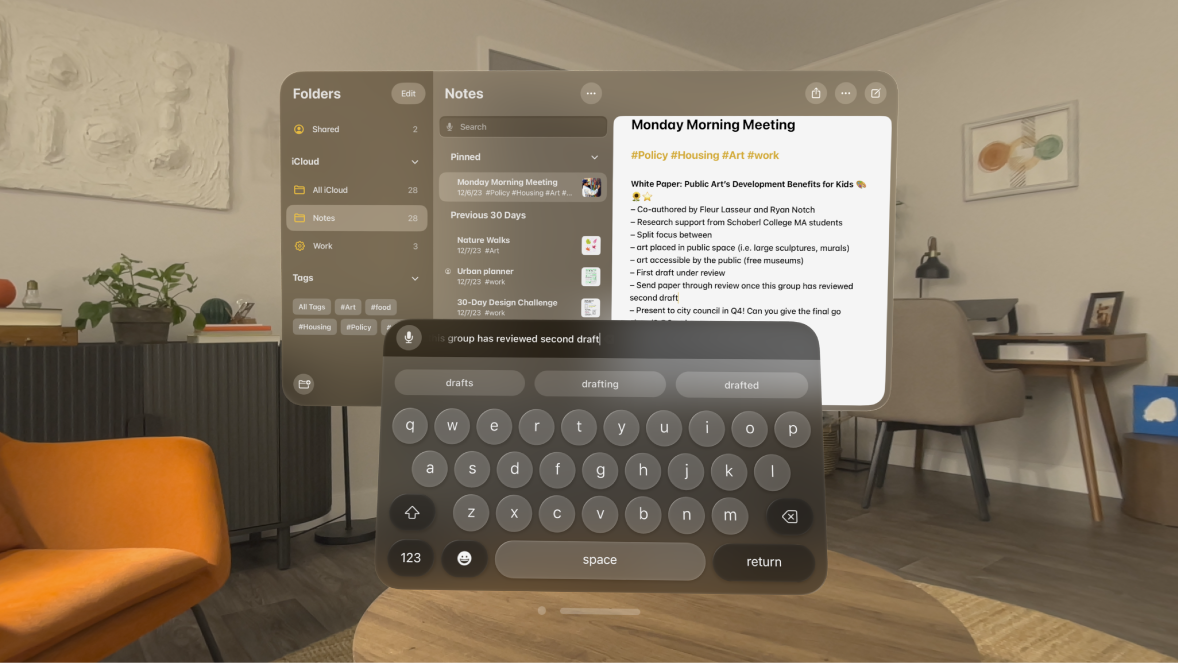 Folders
Edit
Shared 2
iCloud
All iCloud 28
Notes 28
Work 3
Tags
All Tags #Art #food
#Housing #Policy #
Notes
Search
Pinned
Monday Morning Meeting
12/6/23 #Policy #Housing #Art #...
Previous 30 Days
Nature Walks
12/7/23 #Art
Urban planner
12/7/23 #work
30-Day Design Challenge
12/7/23 #work
Monday Morning Meeting
#Policy #Housing #Art #work
White Paper: Public Art's Development Benefits for Kids 🎨
🌻⭐
– Co-authored by Fleur Lasseur and Ryan Notch
– Research support from Schoberl College MA students
– Split focus between
– art placed in public space (i.e. large sculptures, murals)
– art accessible by the public (free museums)
– First draft under review
– Send paper through review once this group has reviewed
second draft
– Present to city council in Q4! Can you give the final go
is group has reviewed second draft
drafts drafting drafted
q w e r t y u i o p
a s d f g h j k l
z x c v b n m
123 space return